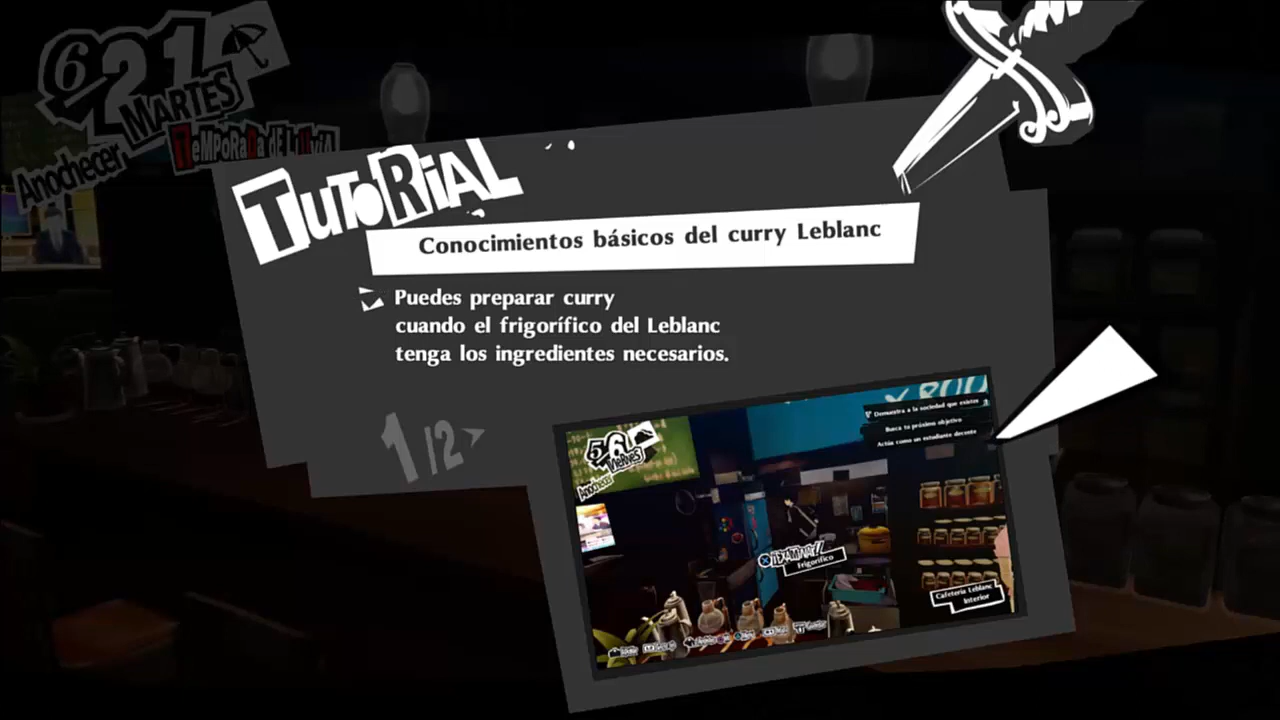 6/21
MARTES
TEMPORADA DE LLUVIA
Anochecer
TUTORIAL
Conocimientos básicos del curry Leblanc
Puedes preparar curry
cuando el frigorífico del Leblanc
tenga los ingredientes necesarios.
1/2
Demuestra a la sociedad que existes
Busca tu próximo objetivo
Actúa como un estudiante decente
5/6
VIERNES
Anochecer
¡¡EXAMINAR!!
Frigorífico
Cafetería Leblanc
Interior